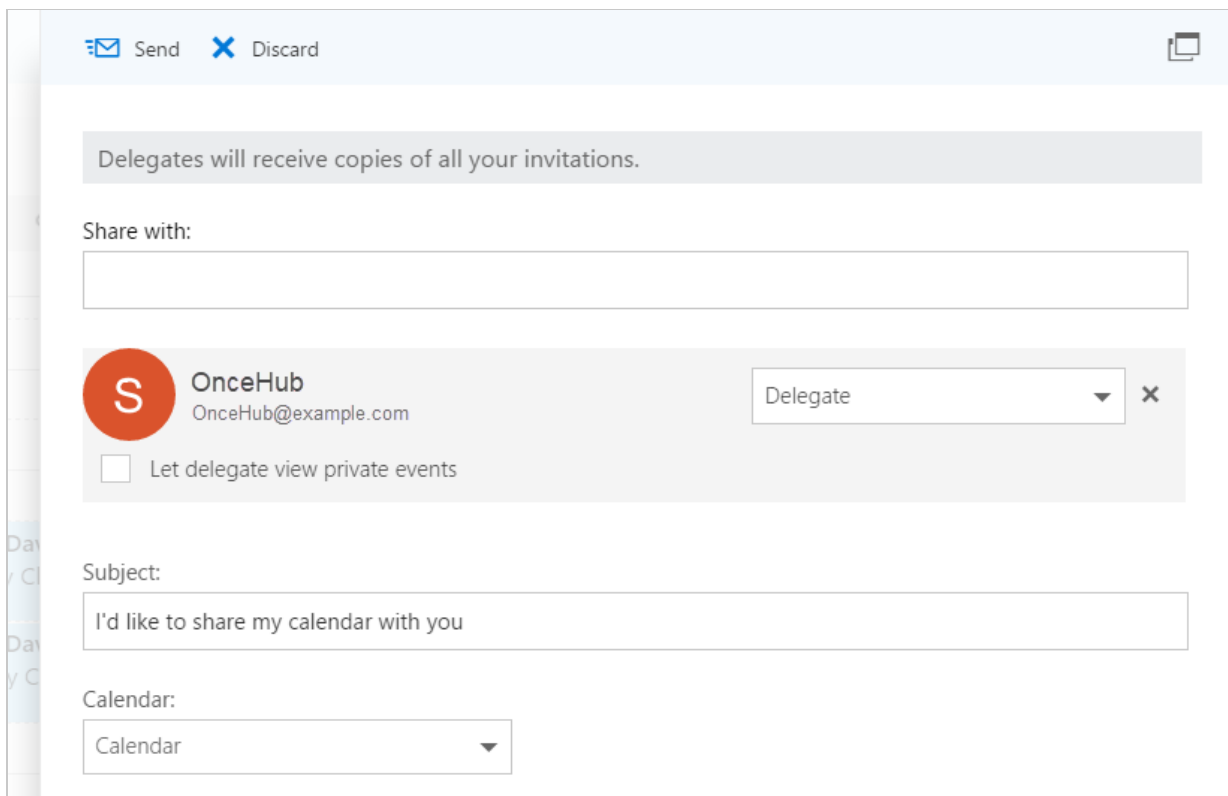 Send Discard
Delegates will receive copies of all your invitations.
Share with:
S
OnceHub
Delegate
OnceHub@example.com
Let delegate view private events
Subject:
I'd like to share my calendar with you
Calendar:
Calendar